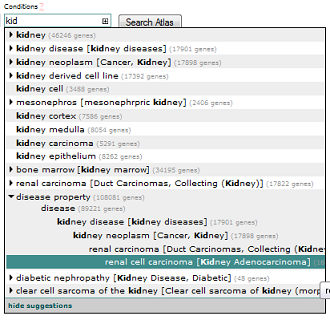 Conditions
kid
Search Atlas
kidney (46246 genes)
kidney disease [kidney diseases] (17901 genes)
kidney neoplasm [Cancer, Kidney] (17898 genes)
kidney derived cell line (17392 genes)
kidney cell (3488 genes)
mesonephros [mesonephrpric kidney] (2406 genes)
kidney cortex (7586 genes)
kidney medulla (8054 genes)
kidney carcinoma (5291 genes)
kidney epithelium (8262 genes)
bone marrow [kidney marrow] (34195 genes)
renal carcinoma [Duct Carcinomas, Collecting (Kidney)] (17822 genes)
disease property (108081 genes)
disease (89221 genes)
kidney disease [kidney diseases] (17901 genes)
kidney neoplasm [Cancer, Kidney] (17898 genes)
renal carcinoma [Duct Carcinomas, Collecting (Kidney
renal cell carcinoma [Kidney Adenocarcinoma]
diabetic nephropathy [Kidney Disease, Diabetic] (48 genes)
clear cell sarcoma of the kidney [Clear cell sarcoma of kidney (morp
hide suggestions